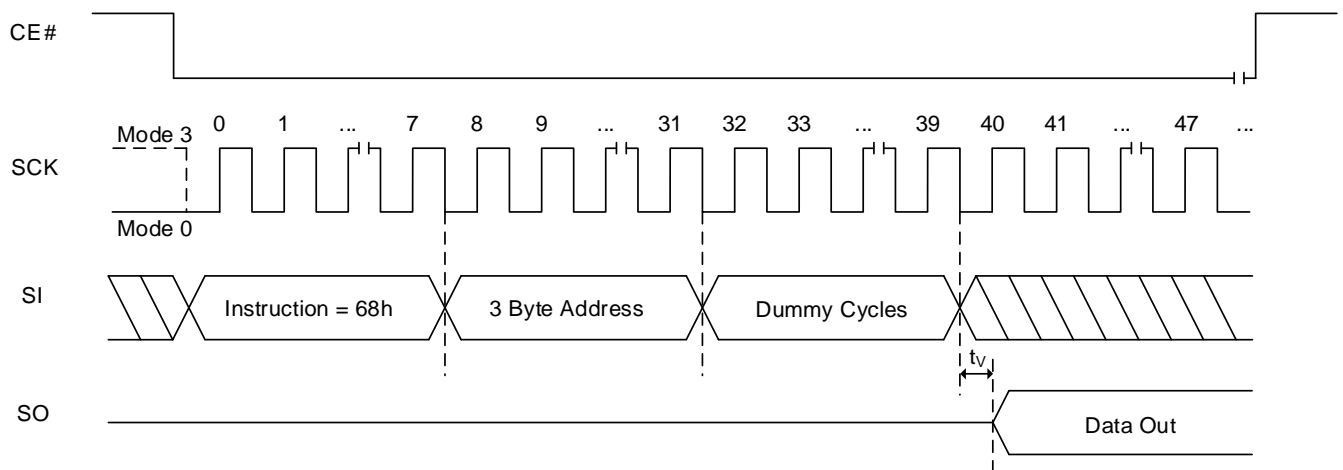 CE#
Mode 3
0 1 ... 7 8 9 ... 31 32 33 ... 39 40 41 ... 47 ...
SCK
Mode 0
SI
Instruction = 68h
3 Byte Address
Dummy Cycles
tV
SO
Data Out